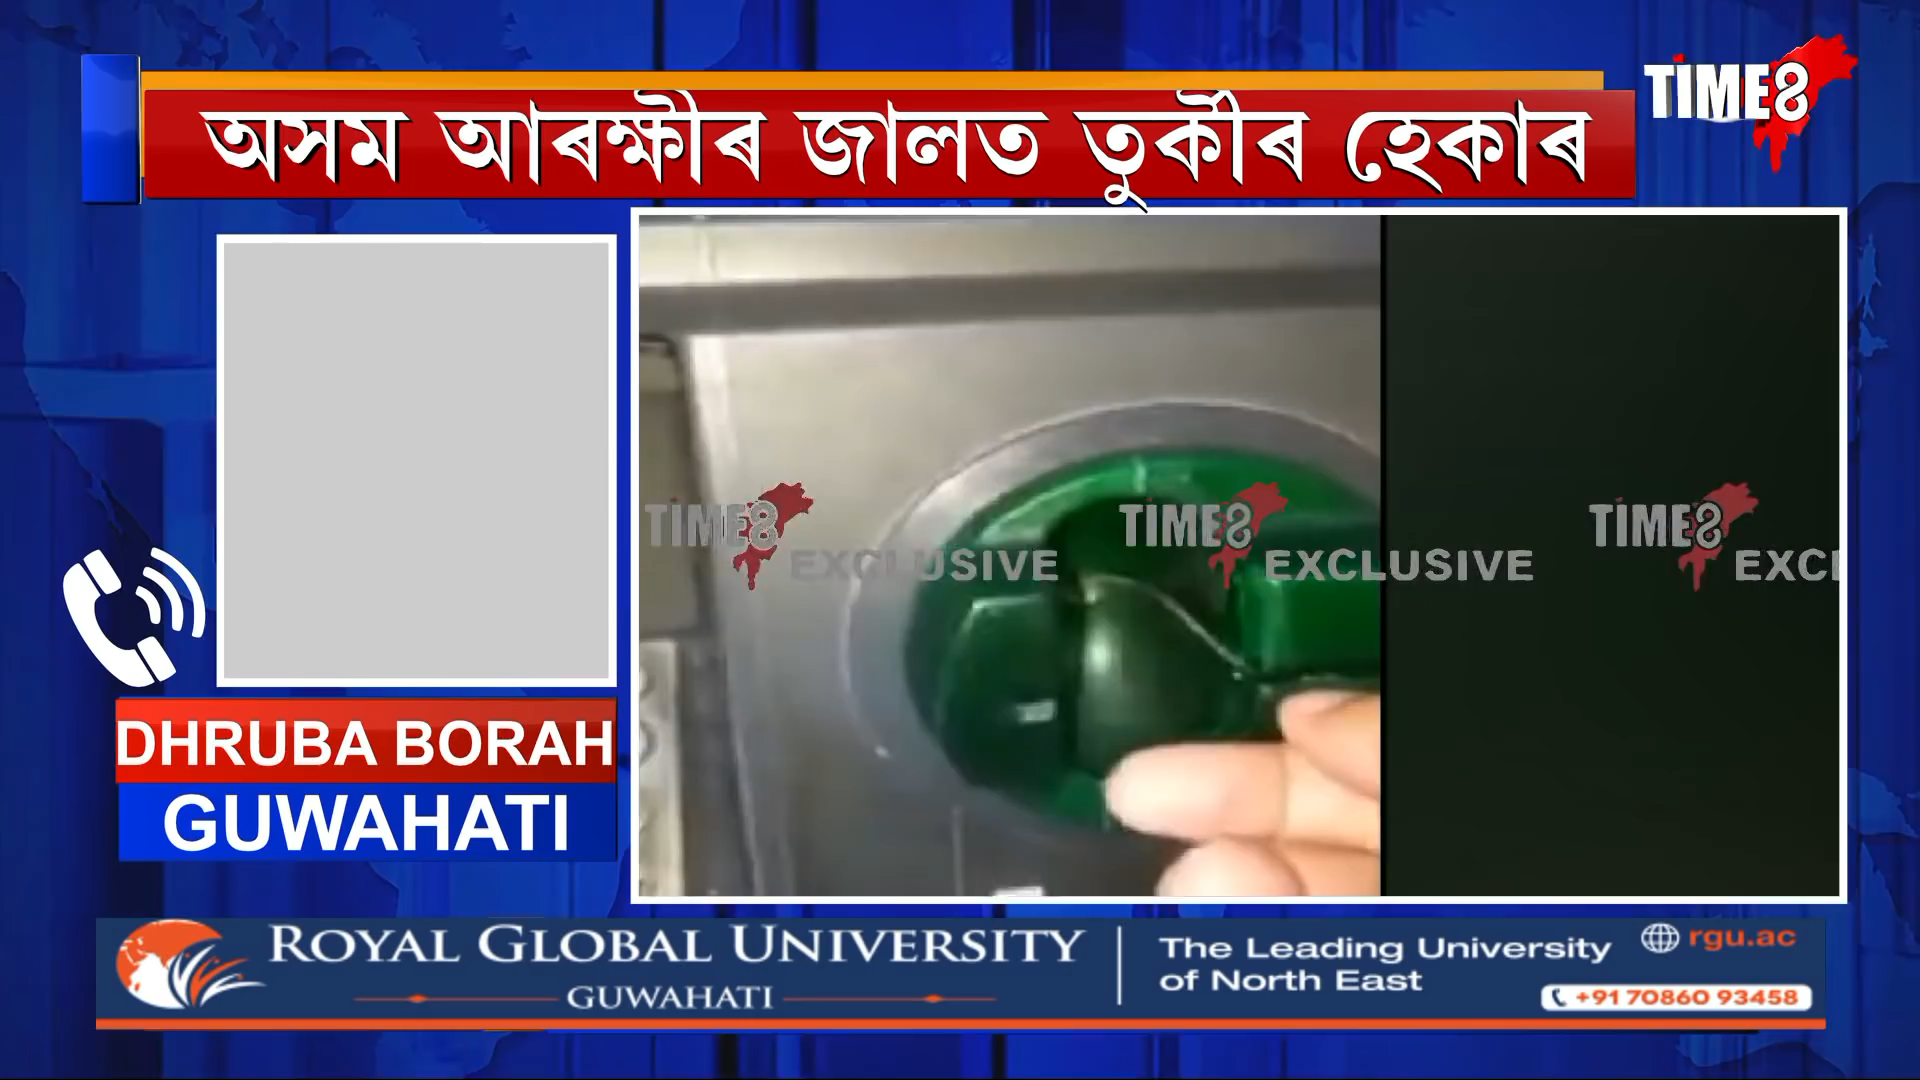 অসম আৰক্ষীৰ জালত তুৰ্কীৰ হেকাৰ
TIME8
TIME8 EXCLUSIVE
TIME8 EXCLUSIVE
TIME8 EXCL
DHRUBA BORAH
GUWAHATI
ROYAL GLOBAL UNIVERSITY
GUWAHATI
The Leading University
of North East
rgu.ac
+91 70860 93458